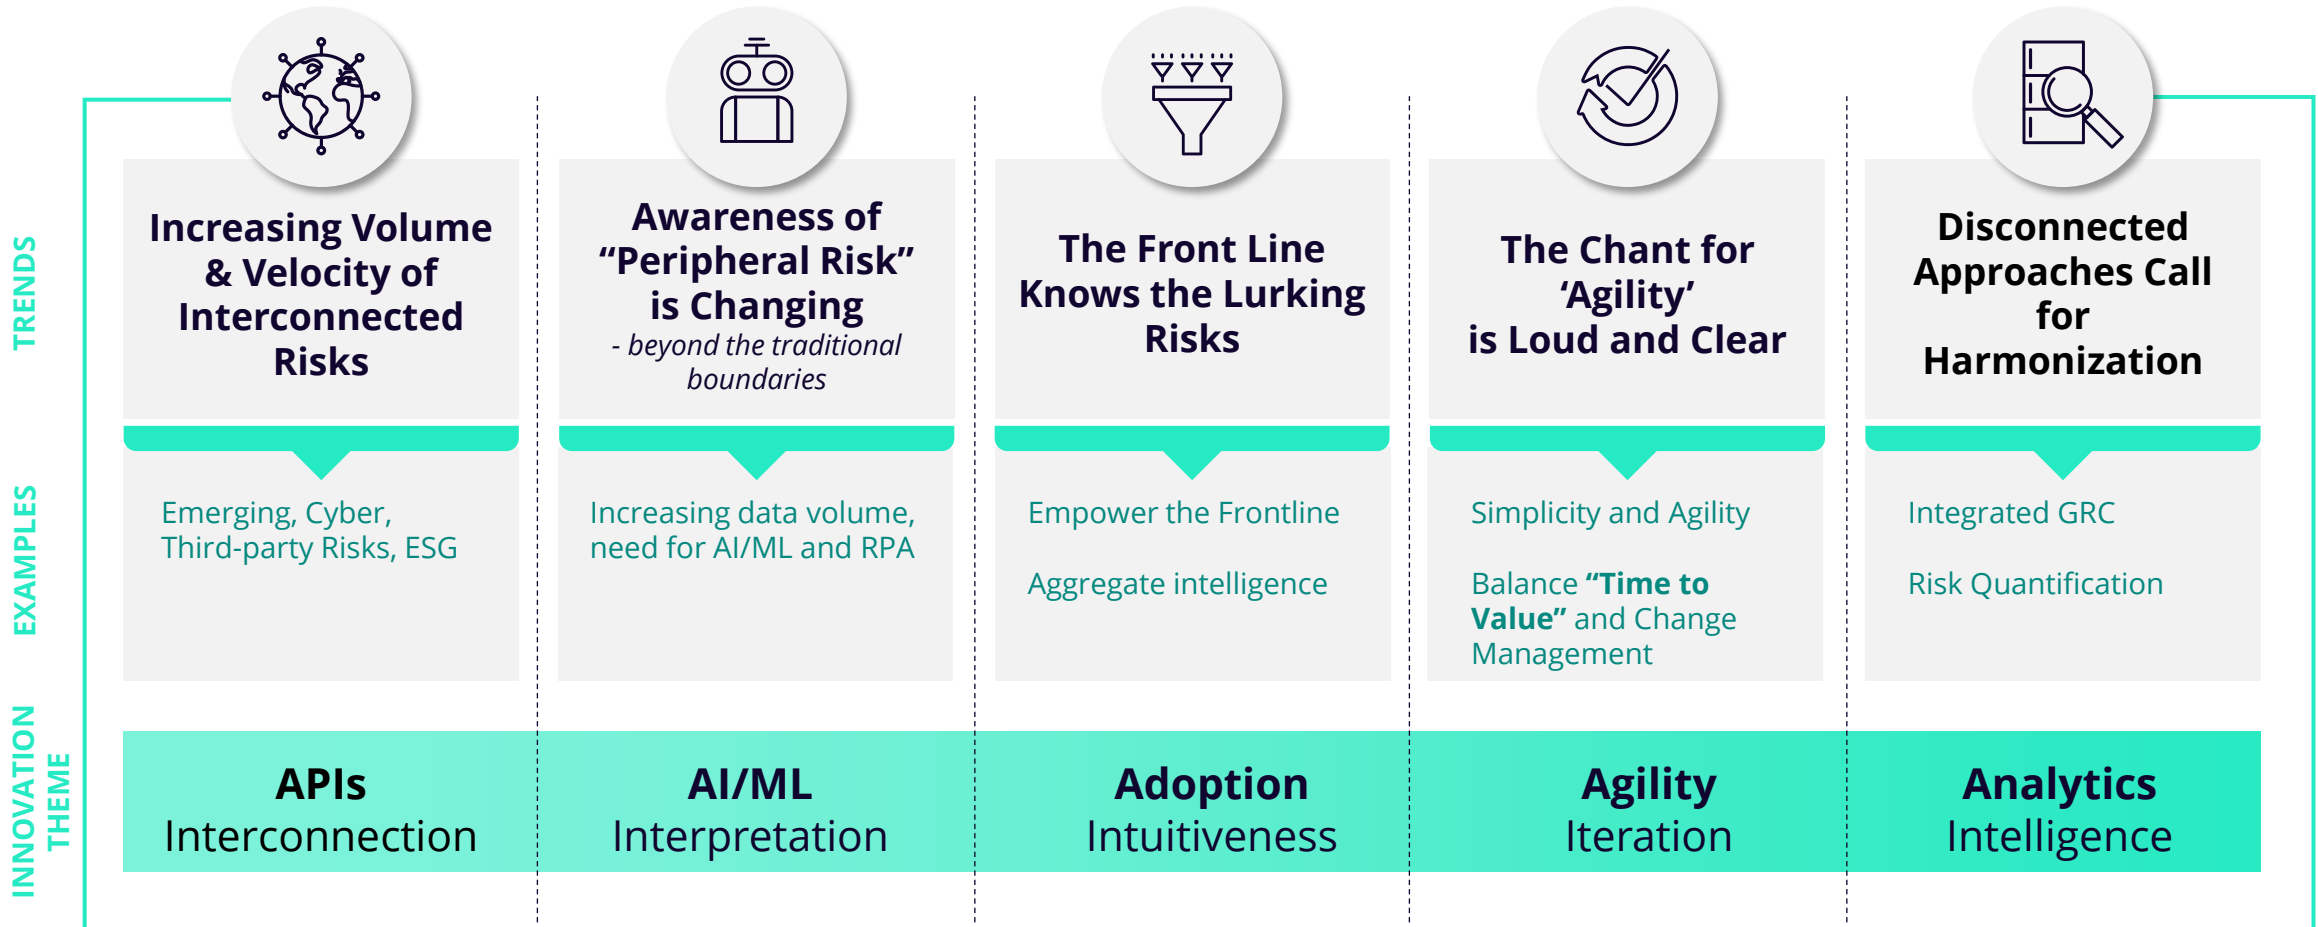 TRENDS
Increasing Volume
& Velocity of
Interconnected
Risks
Awareness of
“Peripheral Risk”
is Changing
- beyond the traditional
boundaries
The Front Line
Knows the Lurking
Risks
The Chant for
‘Agility’
is Loud and Clear
Disconnected
Approaches Call
for
Harmonization
EXAMPLES
Emerging, Cyber,
Third-party Risks, ESG
Increasing data volume,
need for AI/ML and RPA
Empower the Frontline
Aggregate intelligence
Simplicity and Agility
Balance “Time to
Value” and Change
Management
Integrated GRC
Risk Quantification
INNOVATION
THEME
APIs
Interconnection
AI/ML
Interpretation
Adoption
Intuitiveness
Agility
Iteration
Analytics
Intelligence